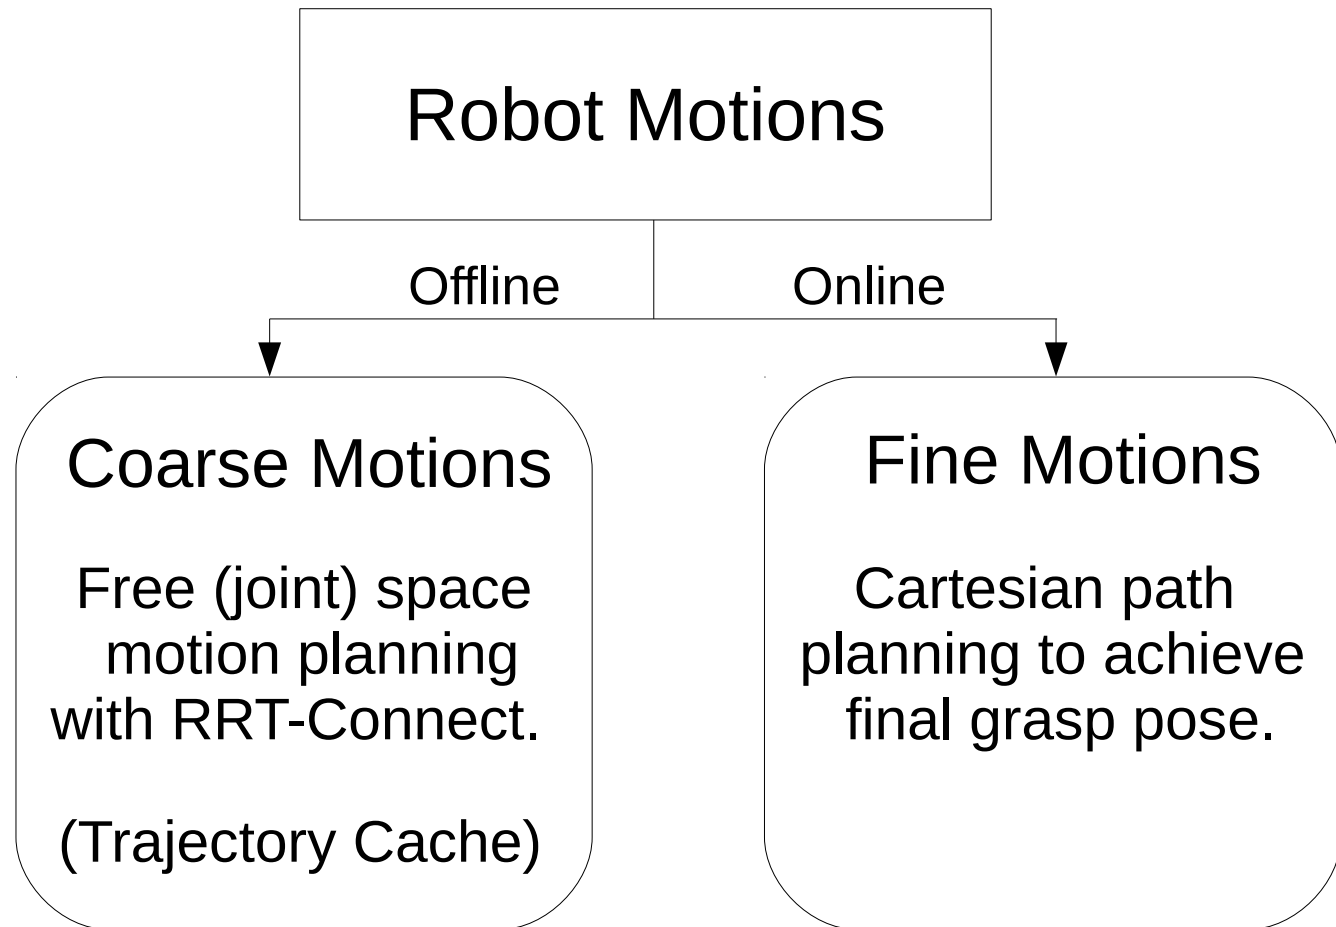 Robot Motions
Offline
Online
Coarse Motions
Free (joint) space
motion planning
with RRT-Connect.
(Trajectory Cache)
Fine Motions
Cartesian path
planning to achieve
final grasp pose.